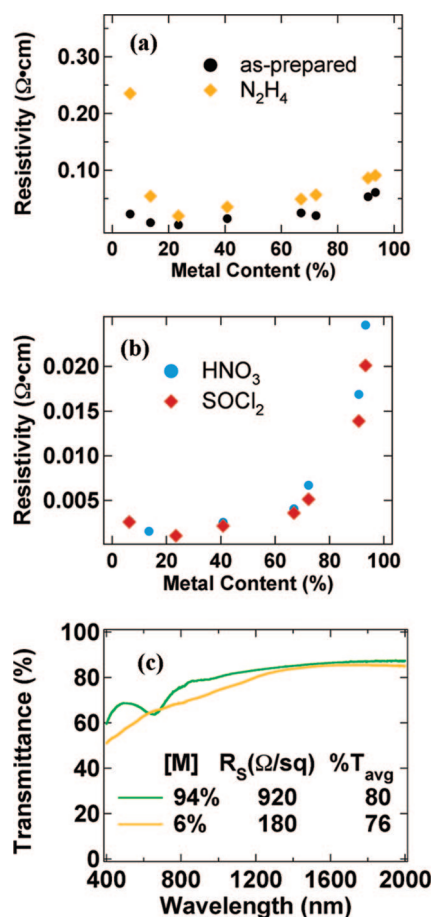 (a)
as-prepared
N₂H₄
0.30
0.20
0.10
Resistivity (Ω•cm)
0 20 40 60 80 100
Metal Content (%)
(b)
HNO₃
SOCl₂
0.020
0.015
0.010
0.005
Resistivity (Ω•cm)
0 20 40 60 80 100
Metal Content (%)
(c)
100
80
60
40
20
0
Transmittance (%)
[M] R_S(Ω/sq) %T_avg
94% 920 80
6% 180 76
400 800 1200 1600 2000
Wavelength (nm)